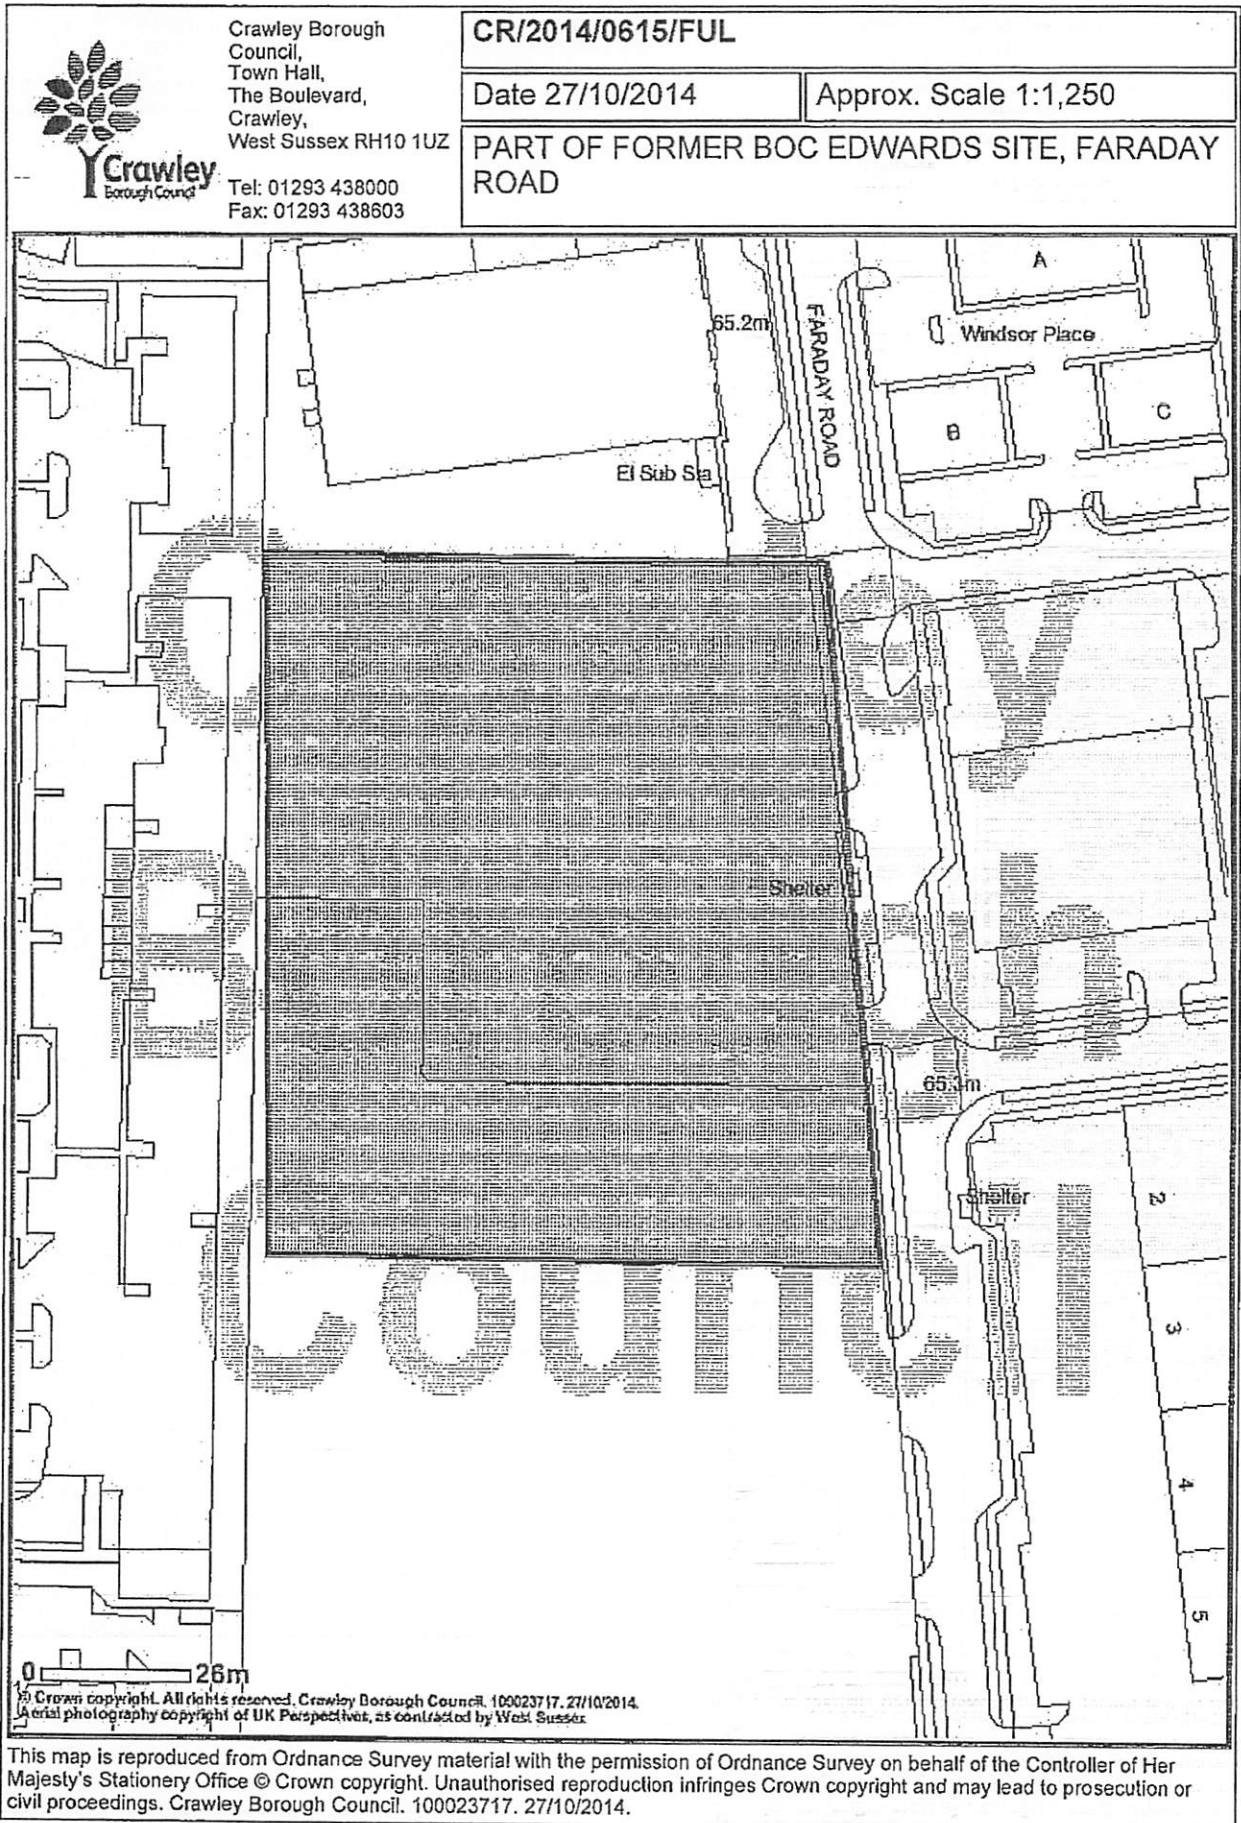 Crawley
Borough Council
Crawley Borough
Council,
Town Hall,
The Boulevard,
Crawley,
West Sussex RH10 1UZ
Tel: 01293 438000
Fax: 01293 438603
CR/2014/0615/FUL
Date 27/10/2014
Approx. Scale 1:1,250
PART OF FORMER BOC EDWARDS SITE, FARADAY
ROAD
A
65.2m
FARADAY ROAD
Windsor Place
B
C
El Sub Sta
Shelter
65.3m
Shelter
2
3
4
5
Council
0
26m
© Crown copyright. All rights reserved. Crawley Borough Council. 100023717. 27/10/2014.
Aerial photography copyright of UK Perspectives, as contracted by West Sussex
This map is reproduced from Ordnance Survey material with the permission of Ordnance Survey on behalf of the Controller of Her
Majesty's Stationery Office © Crown copyright. Unauthorised reproduction infringes Crown copyright and may lead to prosecution or
civil proceedings. Crawley Borough Council. 100023717. 27/10/2014.